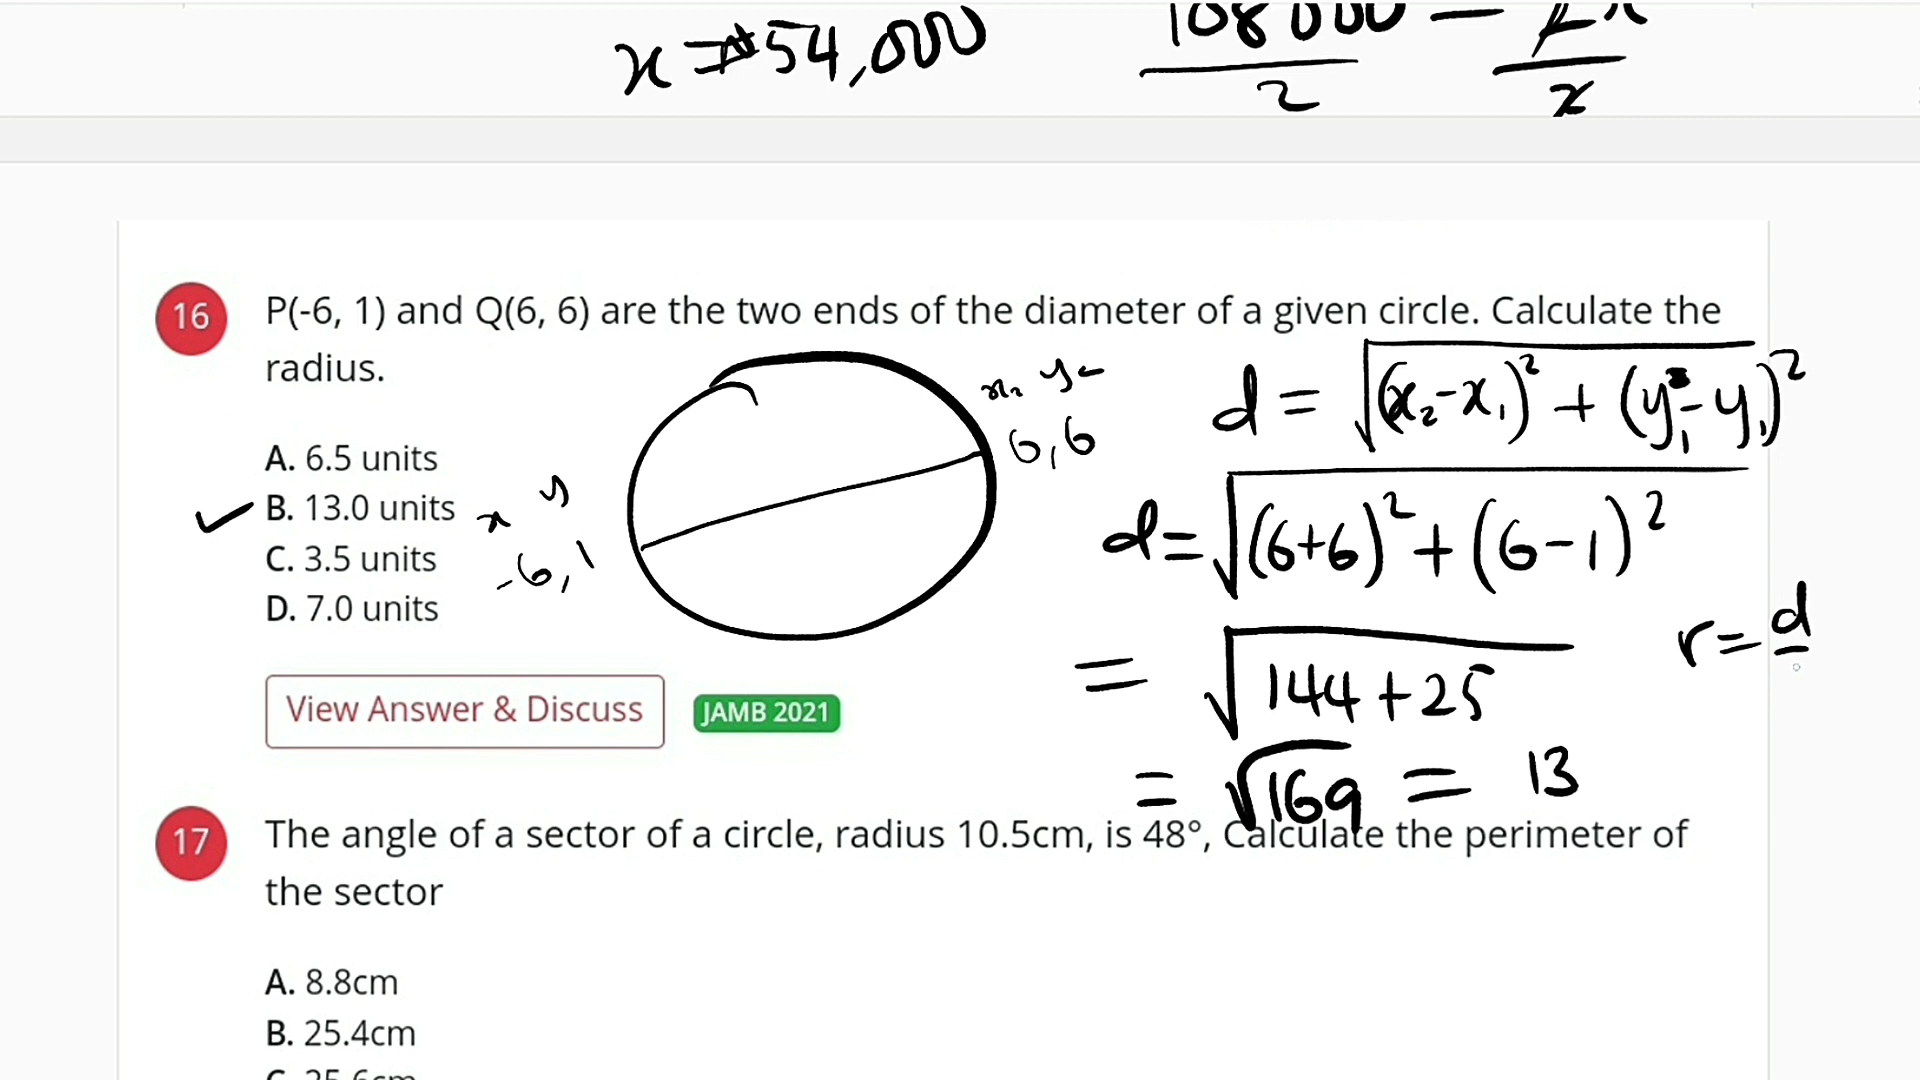 x = ₦54,000
108000/2 = 2x/x
16 P(-6, 1) and Q(6, 6) are the two ends of the diameter of a given circle. Calculate the
radius.
x₂ y₂
6,6
d = √(x₂-x₁)² + (y₁-y₁)²
A. 6.5 units
B. 13.0 units
C. 3.5 units
D. 7.0 units
x y
-6,1
d=√(6+6)²+(6-1)²
= √144+25
r=d
= √169 = 13
View Answer & Discuss JAMB 2021
17 The angle of a sector of a circle, radius 10.5cm, is 48°, Calculate the perimeter of
the sector
A. 8.8cm
B. 25.4cm